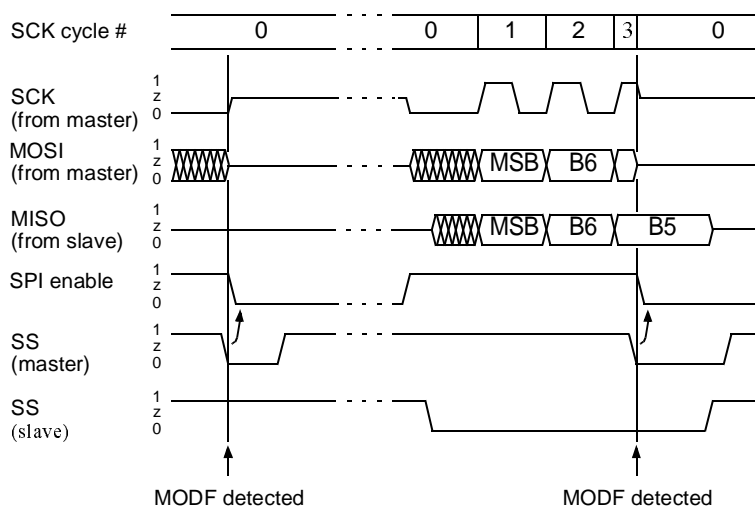 SCK cycle # 0 0 1 2 3 0
SCK
(from master)
1
z
0
MOSI
(from master)
1
z
0
MSB B6
MISO
(from slave)
1
z
0
MSB B6 B5
SPI enable
1
z
0
SS
(master)
1
z
0
SS
(slave)
1
z
0
MODF detected MODF detected